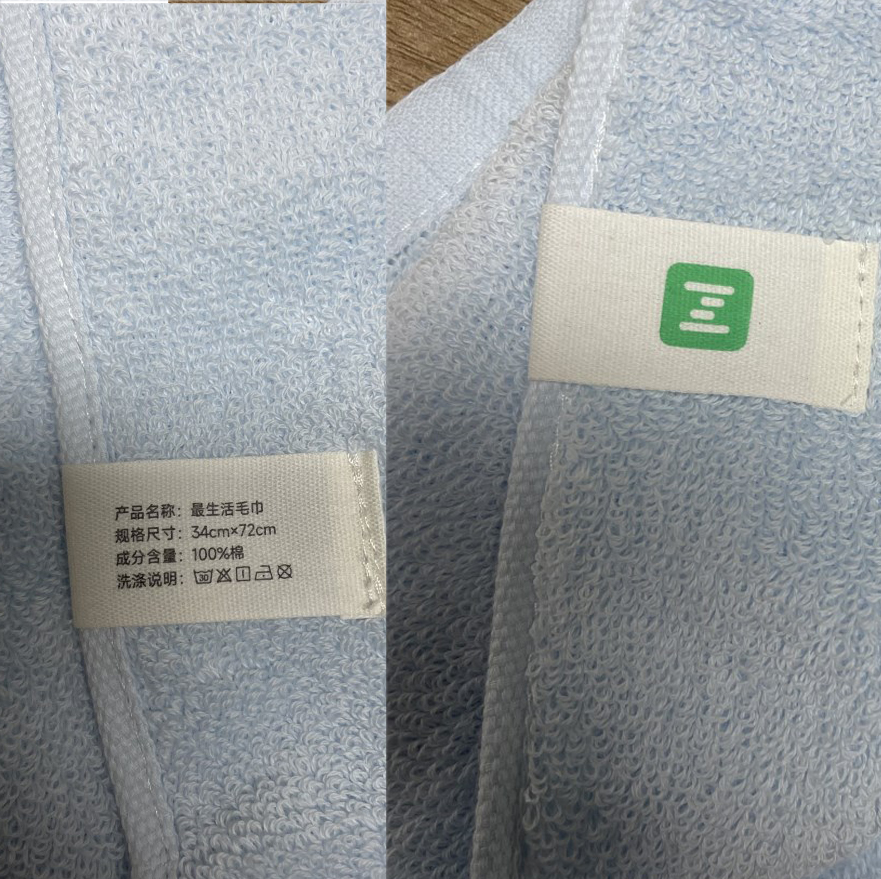 产品名称：最生活毛巾
规格尺寸：34cm×72cm
成分含量：100%棉
洗涤说明：